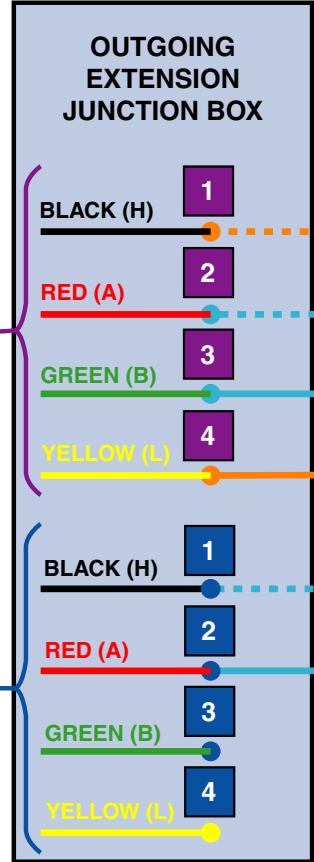 OUTGOING
EXTENSION
JUNCTION BOX
1
BLACK (H)
2
RED (A)
3
GREEN (B)
4
YELLOW (L)
1
BLACK (H)
2
RED (A)
3
GREEN (B)
4
YELLOW (L)